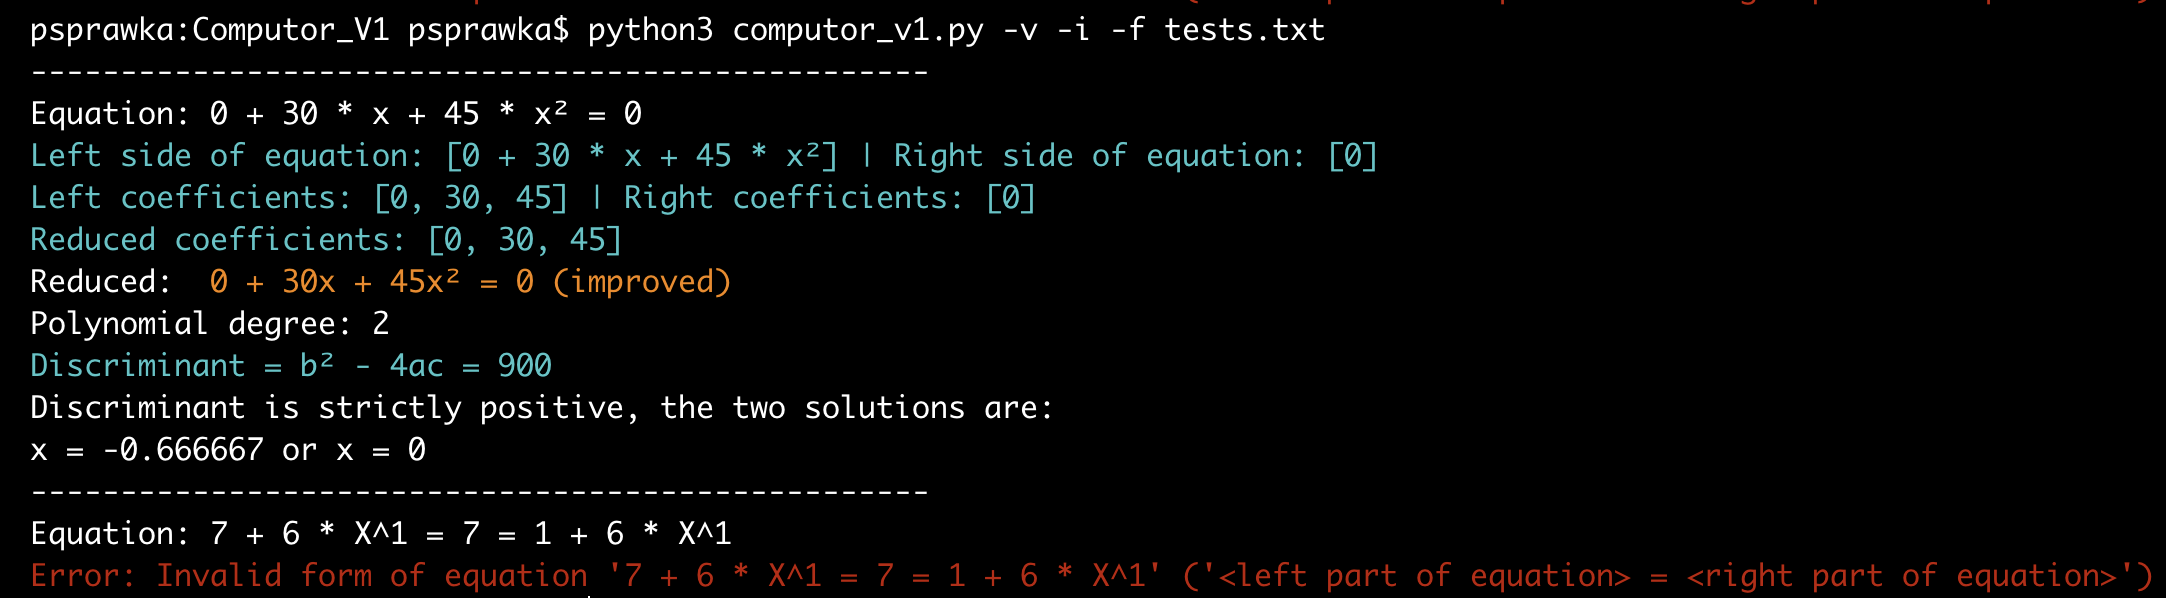 psprawka:Computor_V1 psprawka$ python3 computor_v1.py -v -i -f tests.txt
--------------------------------------------------
Equation: 0 + 30 * x + 45 * x² = 0
Left side of equation: [0 + 30 * x + 45 * x²] | Right side of equation: [0]
Left coefficients: [0, 30, 45] | Right coefficients: [0]
Reduced coefficients: [0, 30, 45]
Reduced:  0 + 30x + 45x² = 0 (improved)
Polynomial degree: 2
Discriminant = b² - 4ac = 900
Discriminant is strictly positive, the two solutions are:
x = -0.666667 or x = 0
--------------------------------------------------
Equation: 7 + 6 * X^1 = 7 = 1 + 6 * X^1
Error: Invalid form of equation '7 + 6 * X^1 = 7 = 1 + 6 * X^1' ('<left part of equation> = <right part of equation>')